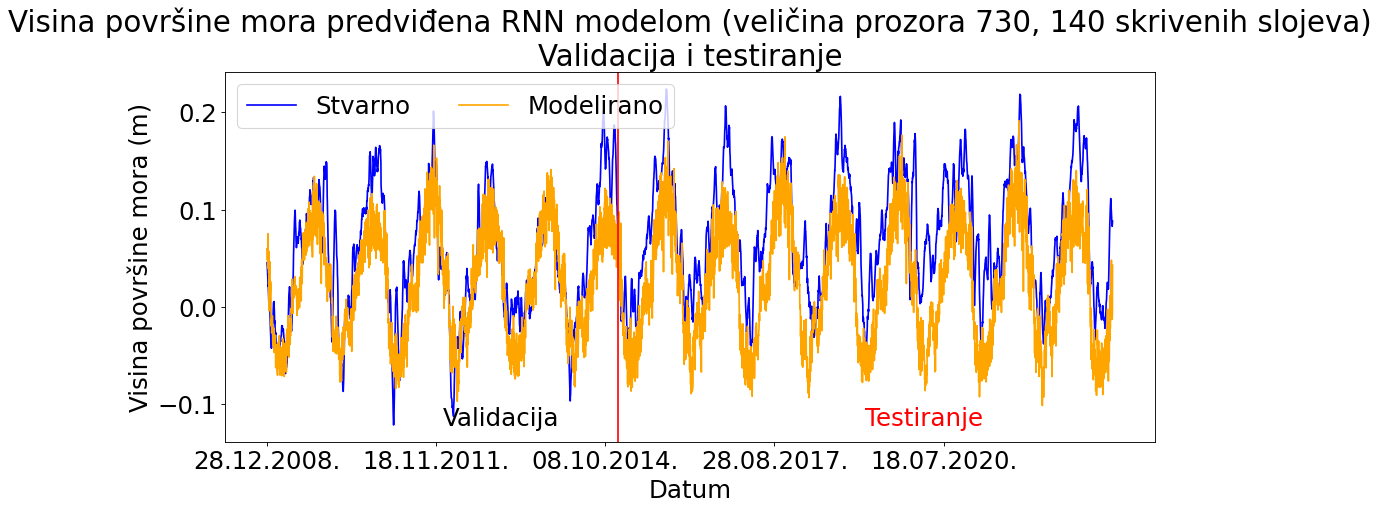 Visina površine mora predviđena RNN modelom (veličina prozora 730, 140 skrivenih slojeva)
Validacija i testiranje
Stvarno
Modelirano
Visina površine mora (m)
0.2
0.1
0.0
−0.1
Validacija
Testiranje
28.12.2008.
18.11.2011.
08.10.2014.
28.08.2017.
18.07.2020.
Datum